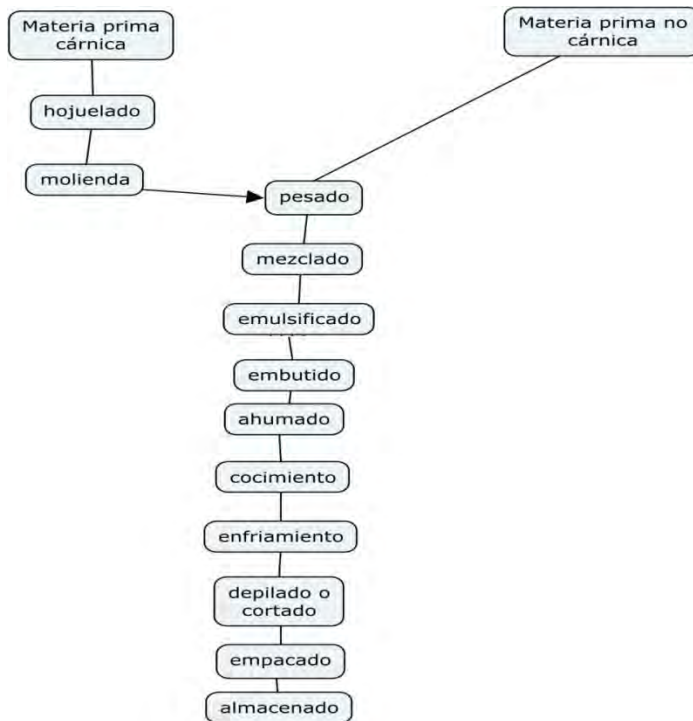 Materia prima
cárnica
Materia prima no
cárnica
hojuelado
molienda
pesado
mezclado
emulsificado
embutido
ahumado
cocimiento
enfriamiento
depilado o
cortado
empacado
almacenado